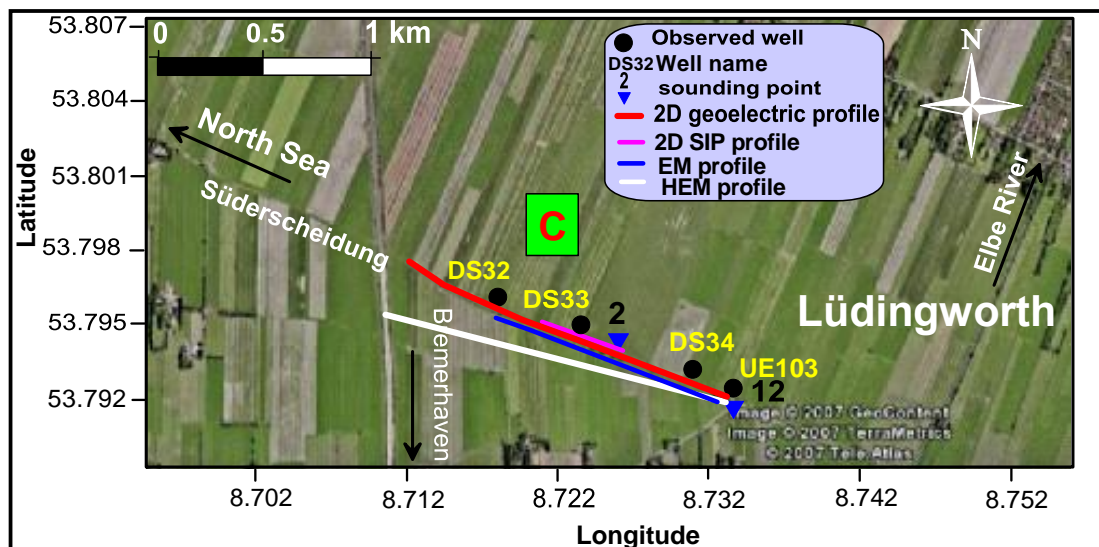 53.807
53.804
53.801
53.798
53.795
53.792
Latitude
0 0.5 1 km
North Sea
Süderscheidung
Observed well
DS32 Well name
2 sounding point
2D geoelectric profile
2D SIP profile
EM profile
HEM profile
N
Elbe River
C
DS32
DS33
2
DS34
UE103
12
Lüdingworth
Bemerhaven
Image © 2007 GeoContent
Image © 2007 TerraMetrics
© 2007 Tele Atlas
8.702 8.712 8.722 8.732 8.742 8.752
Longitude